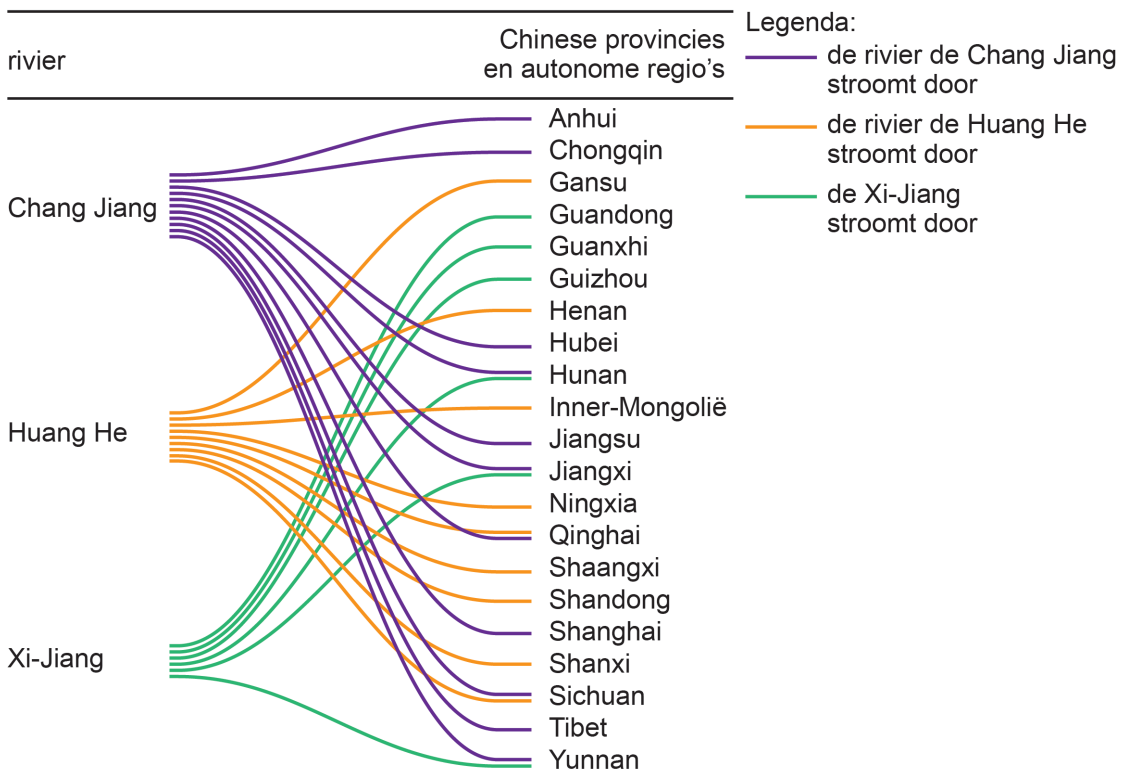 rivier
Chinese provincies
en autonome regio's
Legenda:
de rivier de Chang Jiang
stroomt door
de rivier de Huang He
stroomt door
de Xi-Jiang
stroomt door
Chang Jiang
Huang He
Xi-Jiang
Anhui
Chongqin
Gansu
Guandong
Guanxhi
Guizhou
Henan
Hubei
Hunan
Inner-Mongolië
Jiangsu
Jiangxi
Ningxia
Qinghai
Shaangxi
Shandong
Shanghai
Shanxi
Sichuan
Tibet
Yunnan